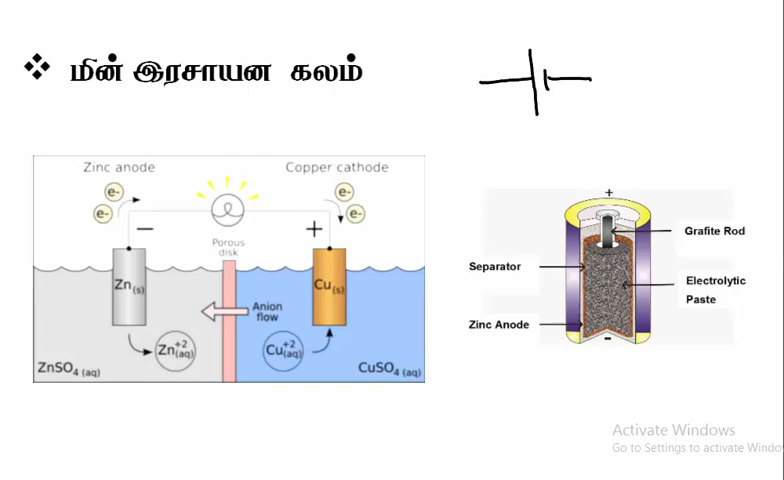 ❖ மின் இரசாயன கலம்
Zinc anode
Copper cathode
e-
e-
e-
e-
−
+
Porous
disk
Zn(s)
Cu(s)
Anion
flow
Zn+2(aq)
Cu+2(aq)
ZnSO4 (aq)
CuSO4 (aq)
+
Grafite Rod
Separator
Electrolytic
Paste
Zinc Anode
-
Activate Windows
Go to Settings to activate Windo